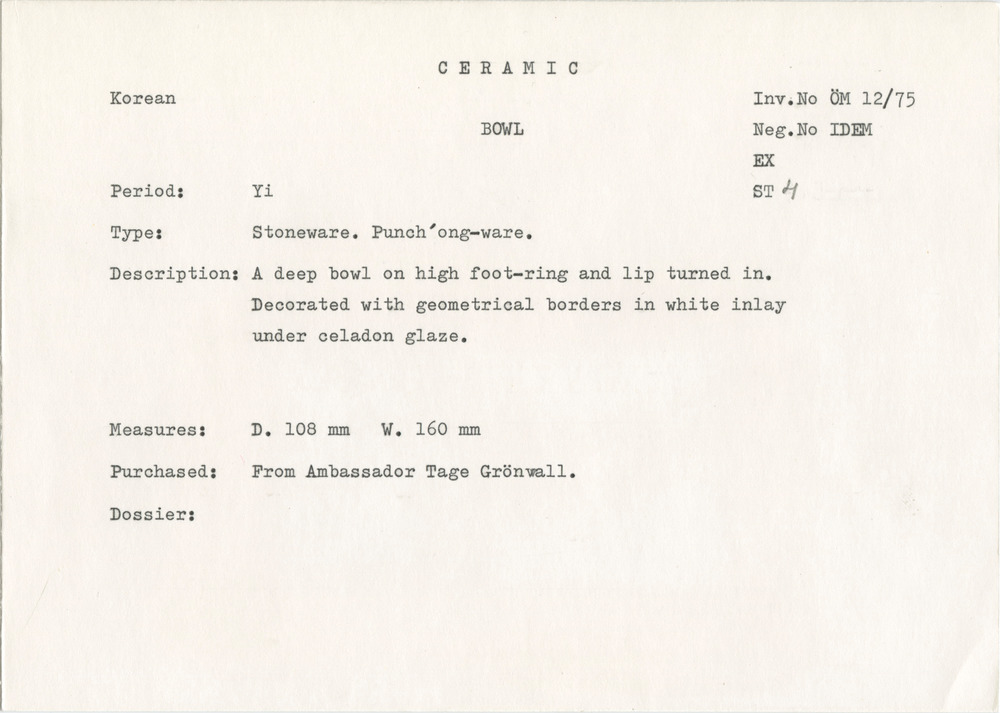 C E R A M I C
Korean
Inv.No ÖM 12/75
BOWL
Neg.No IDEM
EX
Period: Yi
ST 4
Type: Stoneware. Punch'ong-ware.
Description: A deep bowl on high foot-ring and lip turned in.
Decorated with geometrical borders in white inlay
under celadon glaze.
Measures: D. 108 mm W. 160 mm
Purchased: From Ambassador Tage Grönwall.
Dossier: